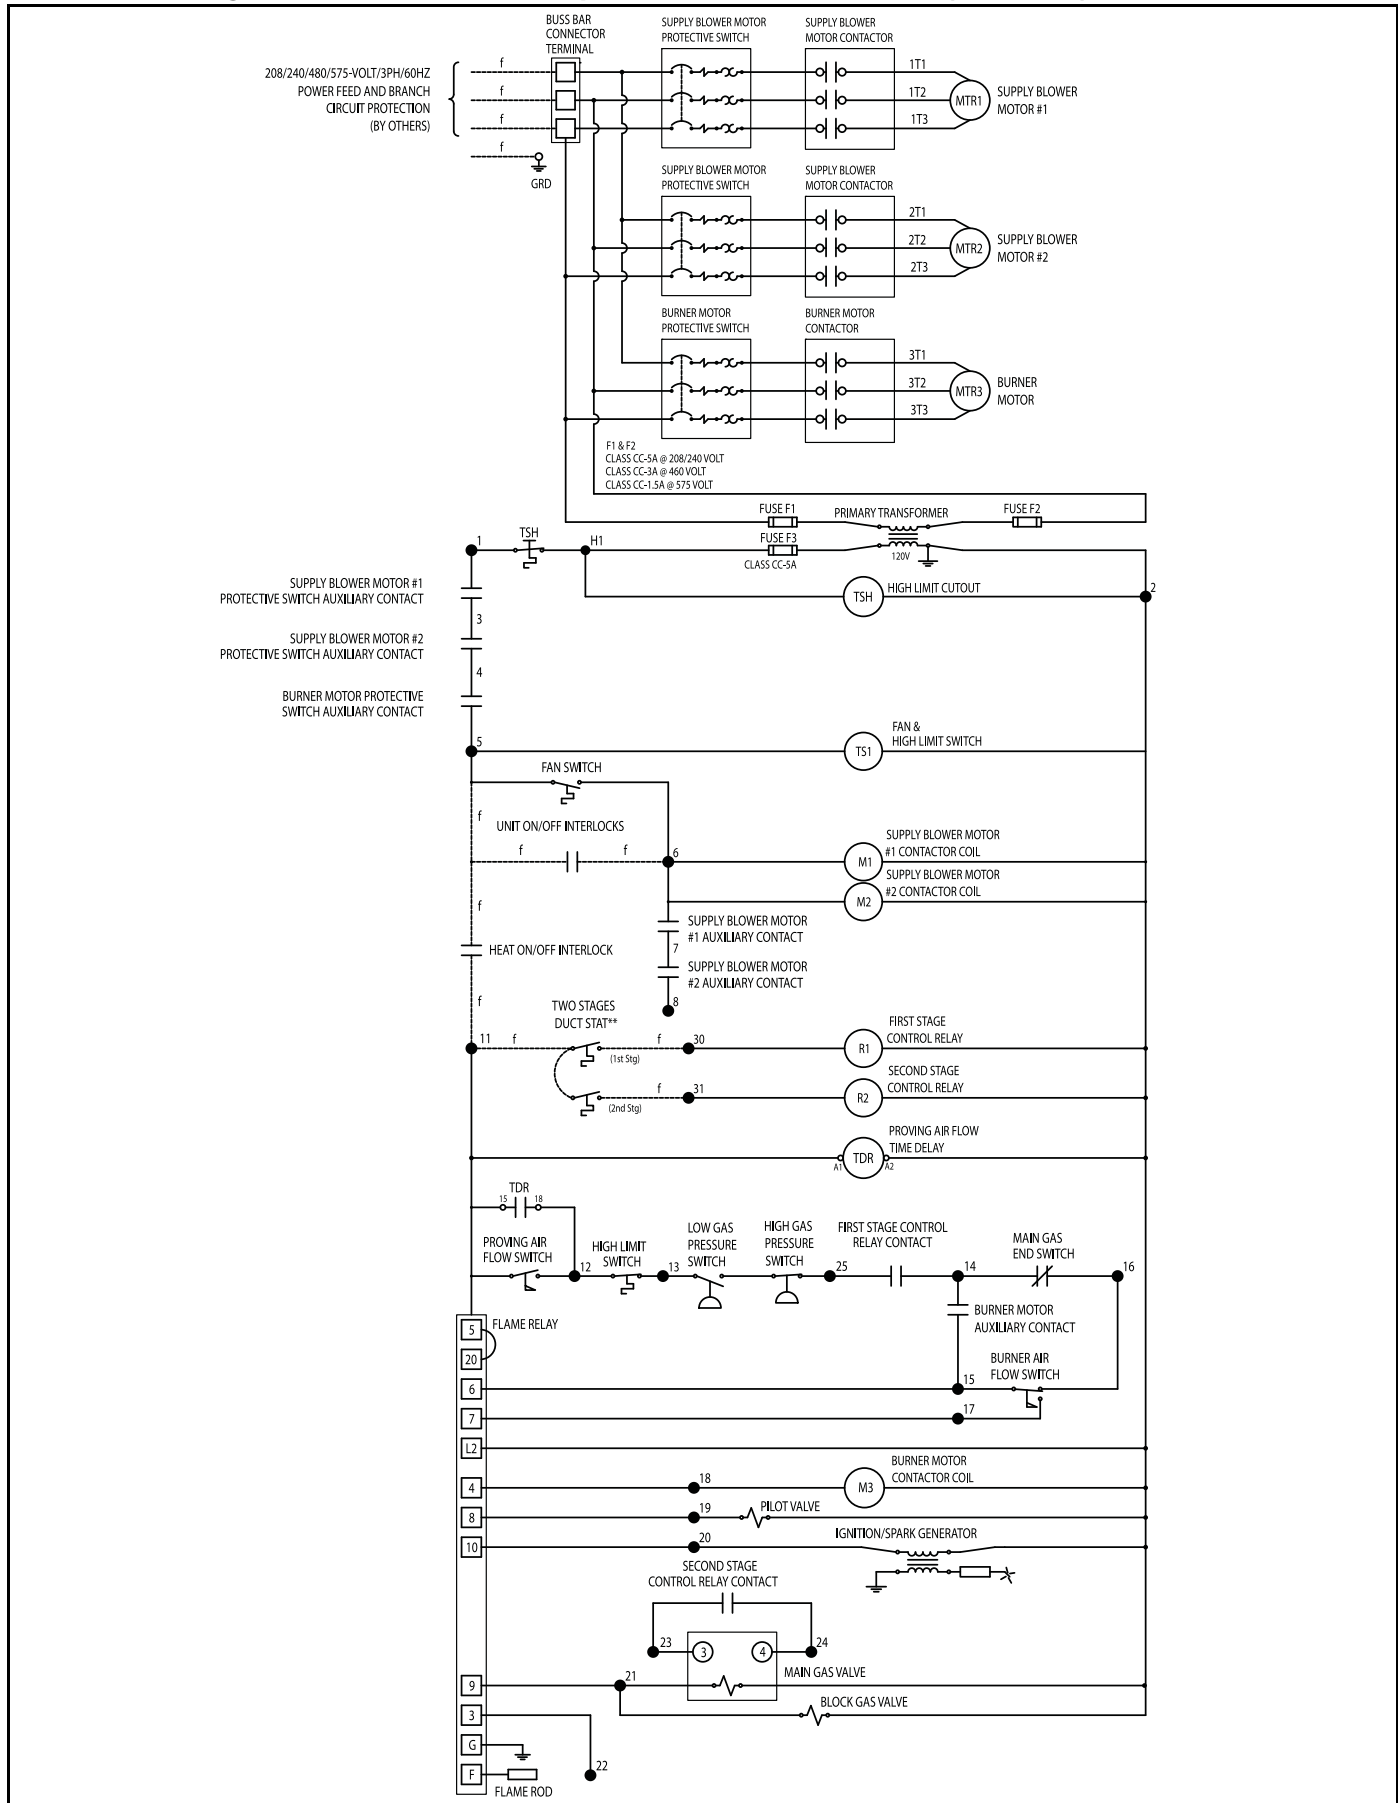 BUSS BAR
CONNECTOR
TERMINAL
SUPPLY BLOWER MOTOR
PROTECTIVE SWITCH
SUPPLY BLOWER
MOTOR CONTACTOR
208/240/480/575-VOLT/3PH/60HZ
POWER FEED AND BRANCH
CIRCUIT PROTECTION
(BY OTHERS)
f
f
f
f
GRD
1T1
1T2
1T3
MTR1
SUPPLY BLOWER
MOTOR #1
SUPPLY BLOWER MOTOR
PROTECTIVE SWITCH
SUPPLY BLOWER
MOTOR CONTACTOR
2T1
2T2
2T3
MTR2
SUPPLY BLOWER
MOTOR #2
BURNER MOTOR
PROTECTIVE SWITCH
BURNER MOTOR
CONTACTOR
3T1
3T2
3T3
MTR3
BURNER
MOTOR
F1 & F2
CLASS CC-5A @ 208/240 VOLT
CLASS CC-3A @ 460 VOLT
CLASS CC-1.5A @ 575 VOLT
FUSE F1
PRIMARY TRANSFORMER
FUSE F2
1
TSH
H1
FUSE F3
CLASS CC-5A
120V
TSH
HIGH LIMIT CUTOUT
2
SUPPLY BLOWER MOTOR #1
PROTECTIVE SWITCH AUXILIARY CONTACT
3
SUPPLY BLOWER MOTOR #2
PROTECTIVE SWITCH AUXILIARY CONTACT
4
BURNER MOTOR PROTECTIVE
SWITCH AUXILIARY CONTACT
5
TS1
FAN &
HIGH LIMIT SWITCH
FAN SWITCH
f
UNIT ON/OFF INTERLOCKS
f
f
6
M1
SUPPLY BLOWER MOTOR
#1 CONTACTOR COIL
M2
SUPPLY BLOWER MOTOR
#2 CONTACTOR COIL
f
SUPPLY BLOWER MOTOR
#1 AUXILIARY CONTACT
7
HEAT ON/OFF INTERLOCK
SUPPLY BLOWER MOTOR
#2 AUXILIARY CONTACT
8
f
TWO STAGES
DUCT STAT**
11
f
(1st Stg)
f
30
R1
FIRST STAGE
CONTROL RELAY
(2nd Stg)
f
31
R2
SECOND STAGE
CONTROL RELAY
A1
TDR
A2
PROVING AIR FLOW
TIME DELAY
TDR
15
18
PROVING AIR
FLOW SWITCH
12
HIGH LIMIT
SWITCH
13
LOW GAS
PRESSURE
SWITCH
HIGH GAS
PRESSURE
SWITCH
25
FIRST STAGE CONTROL
RELAY CONTACT
14
MAIN GAS
END SWITCH
16
BURNER MOTOR
AUXILIARY CONTACT
5
FLAME RELAY
20
6
15
BURNER AIR
FLOW SWITCH
7
17
L2
4
18
M3
BURNER MOTOR
CONTACTOR COIL
8
19
PILOT VALVE
10
20
IGNITION/SPARK GENERATOR
SECOND STAGE
CONTROL RELAY CONTACT
23
3
4
24
MAIN GAS VALVE
9
21
BLOCK GAS VALVE
3
22
G
F
FLAME ROD